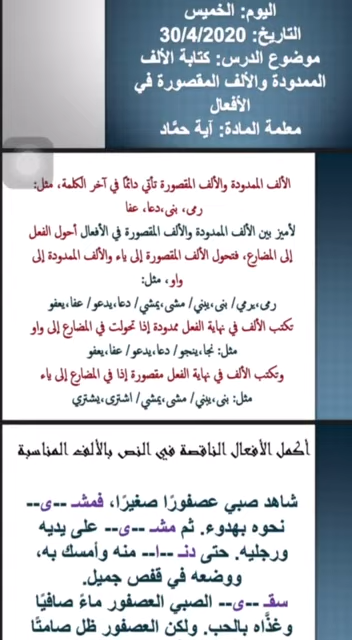 اليوم: الخميس
التاريخ: 30/4/2020
موضوع الدرس: كتابة الألف
الممدودة والألف المقصورة في
الأفعال
معلمة المادة: آية حمّاد
الألف الممدودة والألف المقصورة تأتي دائمًا في آخر الكلمة، مثل:
رمى، بنى،دعا، عفا
لأميز بين الألف الممدودة والألف المقصورة في الأفعال أحول الفعل
إلى المضارع، فتحول الألف المقصورة إلى ياء والألف الممدودة إلى
واو، مثل:
رمى،يرمي/ بنى،يبني/ مشى،يمشي/ دعا،يدعو/ عفا،يعفو
تكتب الألف في نهاية الفعل ممدودة إذا تحولت في المضارع إلى واو
مثل: نجا،ينجو/ دعا،يدعو/ عفا،يعفو
وتكتب الألف في نهاية الفعل مقصورة إذا في المضارع إلى ياء
مثل: بنى،يبني/ مشى،يمشي/ اشترى،يشتري
أكمل الأفعال الناقصة في النص بالألف المناسبة
شاهد صبي عصفورًا صغيرًا، فمشـ --ى--
نحوه بهدوء. ثم مشـ --ى-- على يديه
ورجليه. حتى دنـ --ا-- منه وأمسك به،
ووضعه في قفص جميل.
سقـ --ى-- الصبي العصفور ماءً صافيًا
وغذّاه بالحب. ولكن العصفور ظل صامتًا